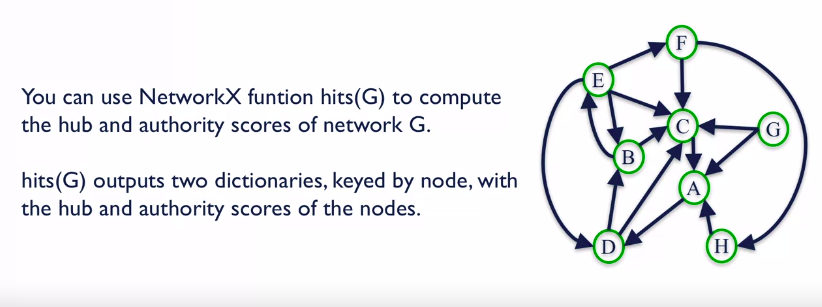 You can use NetworkX funtion hits(G) to compute
the hub and authority scores of network G.
hits(G) outputs two dictionaries, keyed by node, with
the hub and authority scores of the nodes.
F
E
C
G
B
A
D
H